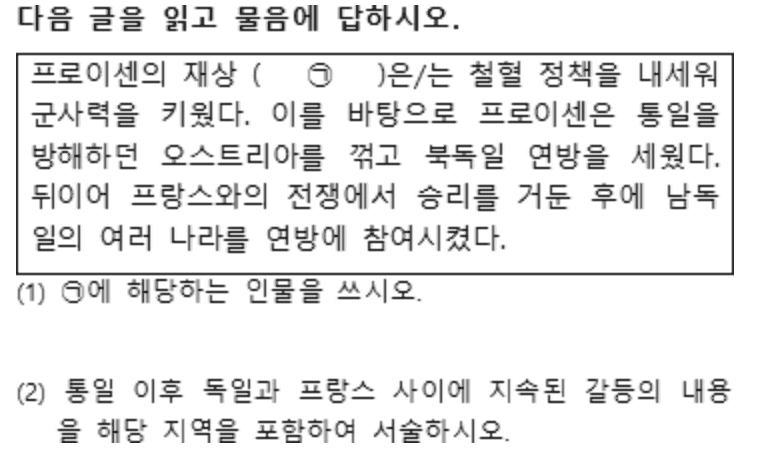 다음 글을 읽고 물음에 답하시오.
프로이센의 재상 ( ㉠ )은/는 철혈 정책을 내세워
군사력을 키웠다. 이를 바탕으로 프로이센은 통일을
방해하던 오스트리아를 꺾고 북독일 연방을 세웠다.
뒤이어 프랑스와의 전쟁에서 승리를 거둔 후에 남독
일의 여러 나라를 연방에 참여시켰다.
(1) ㉠에 해당하는 인물을 쓰시오.
(2) 통일 이후 독일과 프랑스 사이에 지속된 갈등의 내용
을 해당 지역을 포함하여 서술하시오.